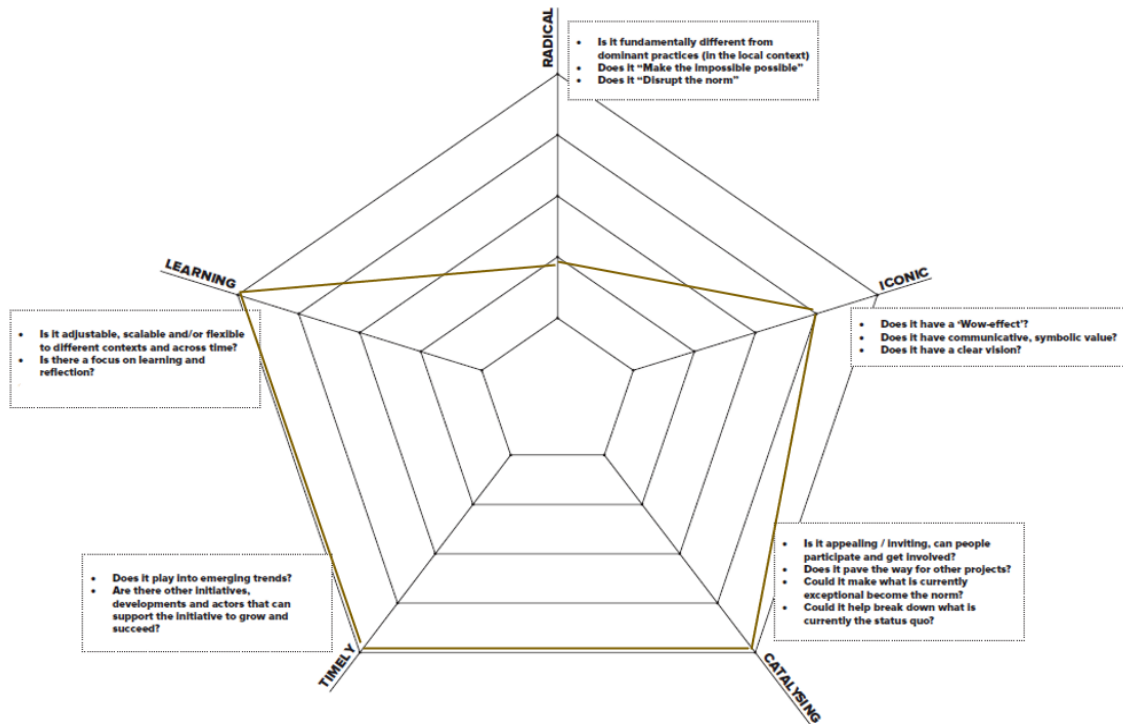 RADICAL
• Is it fundamentally different from
dominant practices (in the local context)
• Does it “Make the impossible possible”
• Does it “Disrupt the norm”
LEARNING
ICONIC
• Is it adjustable, scalable and/or flexible
to different contexts and across time?
• Is there a focus on learning and
reflection?
• Does it have a ‘Wow-effect’?
• Does it have communicative, symbolic value?
• Does it have a clear vision?
• Does it play into emerging trends?
• Are there other initiatives,
developments and actors that can
support the initiative to grow and
succeed?
• Is it appealing / inviting, can people
participate and get involved?
• Does it pave the way for other projects?
• Could it make what is currently
exceptional become the norm?
• Could it help break down what is
currently the status quo?
TIMELY
CATALYSING